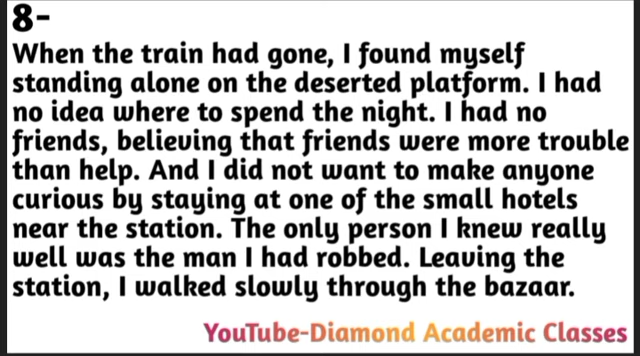 8-
When the train had gone, I found myself
standing alone on the deserted platform. I had
no idea where to spend the night. I had no
friends, believing that friends were more trouble
than help. And I did not want to make anyone
curious by staying at one of the small hotels
near the station. The only person I knew really
well was the man I had robbed. Leaving the
station, I walked slowly through the bazaar.
YouTube-Diamond Academic Classes